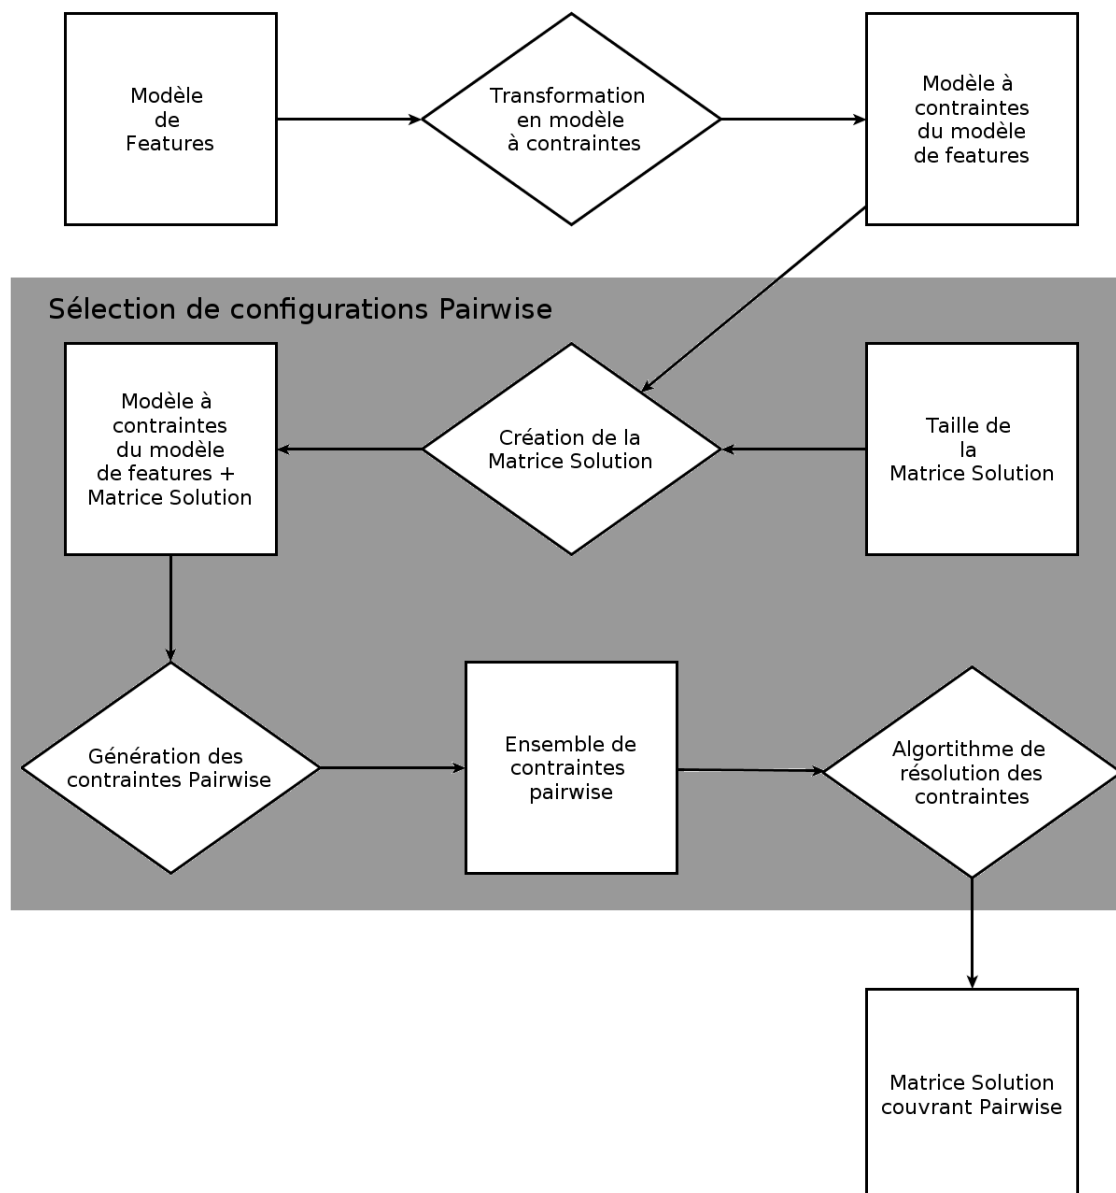 Modèle
de
Features
Transformation
en modèle
à contraintes
Modèle à
contraintes
du modèle
de features
Sélection de configurations Pairwise
Modèle à
contraintes
du modèle
de features +
Matrice Solution
Création de la
Matrice Solution
Taille de
la
Matrice Solution
Génération des
contraintes Pairwise
Ensemble de
contraintes
pairwise
Algortithme de
résolution des
contraintes
Matrice Solution
couvrant Pairwise